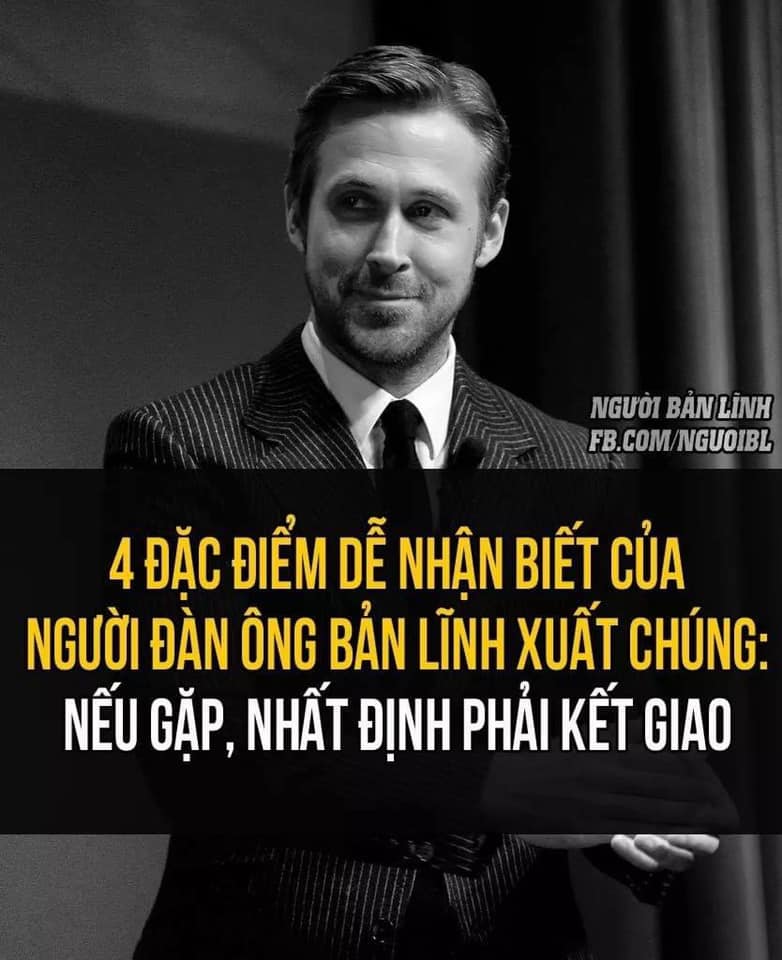 NGƯỜI BẢN LĨNH
FB.COM/NGUOIBL
4 ĐẶC ĐIỂM DỄ NHẬN BIẾT CỦA
NGƯỜI ĐÀN ÔNG BẢN LĨNH XUẤT CHÚNG:
NẾU GẶP, NHẤT ĐỊNH PHẢI KẾT GIAO